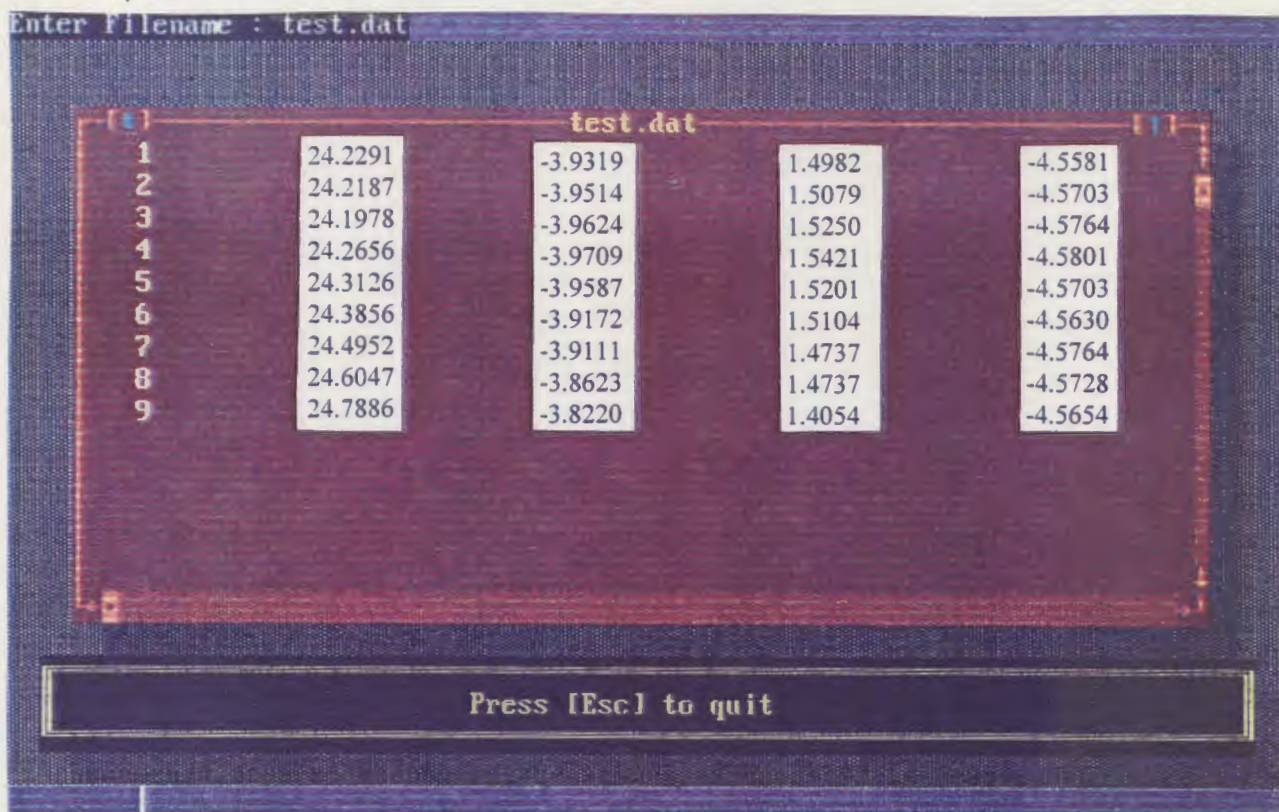 Enter Filename : test.dat
test.dat
1 24.2291 -3.9319 1.4982 -4.5581
2 24.2187 -3.9514 1.5079 -4.5703
3 24.1978 -3.9624 1.5250 -4.5764
4 24.2656 -3.9709 1.5421 -4.5801
5 24.3126 -3.9587 1.5201 -4.5703
6 24.3856 -3.9172 1.5104 -4.5630
7 24.4952 -3.9111 1.4737 -4.5764
8 24.6047 -3.8623 1.4737 -4.5728
9 24.7886 -3.8220 1.4054 -4.5654
Press [Esc] to quit